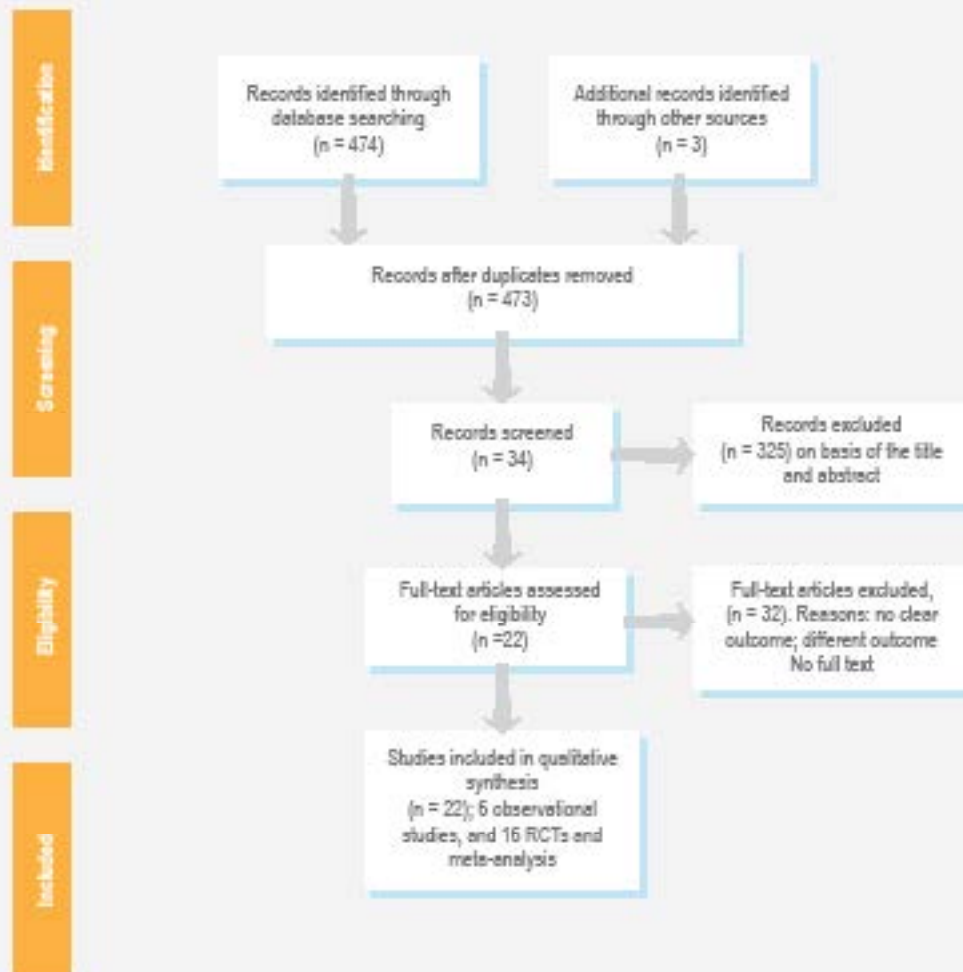 Identification
Records identified through
database searching
(n = 474)
Additional records identified
through other sources
(n = 3)
Records after duplicates removed
(n = 473)
Screening
Records screened
(n = 34)
Records excluded
(n = 325) on basis of the title
and abstract
Eligibility
Full-text articles assessed
for eligibility
(n =22)
Full-text articles excluded,
(n = 32). Reasons: no clear
outcome; different outcome
No full text
Included
Studies included in qualitative
synthesis
(n = 22); 6 observational
studies, and 16 RCTs and
meta-analysis